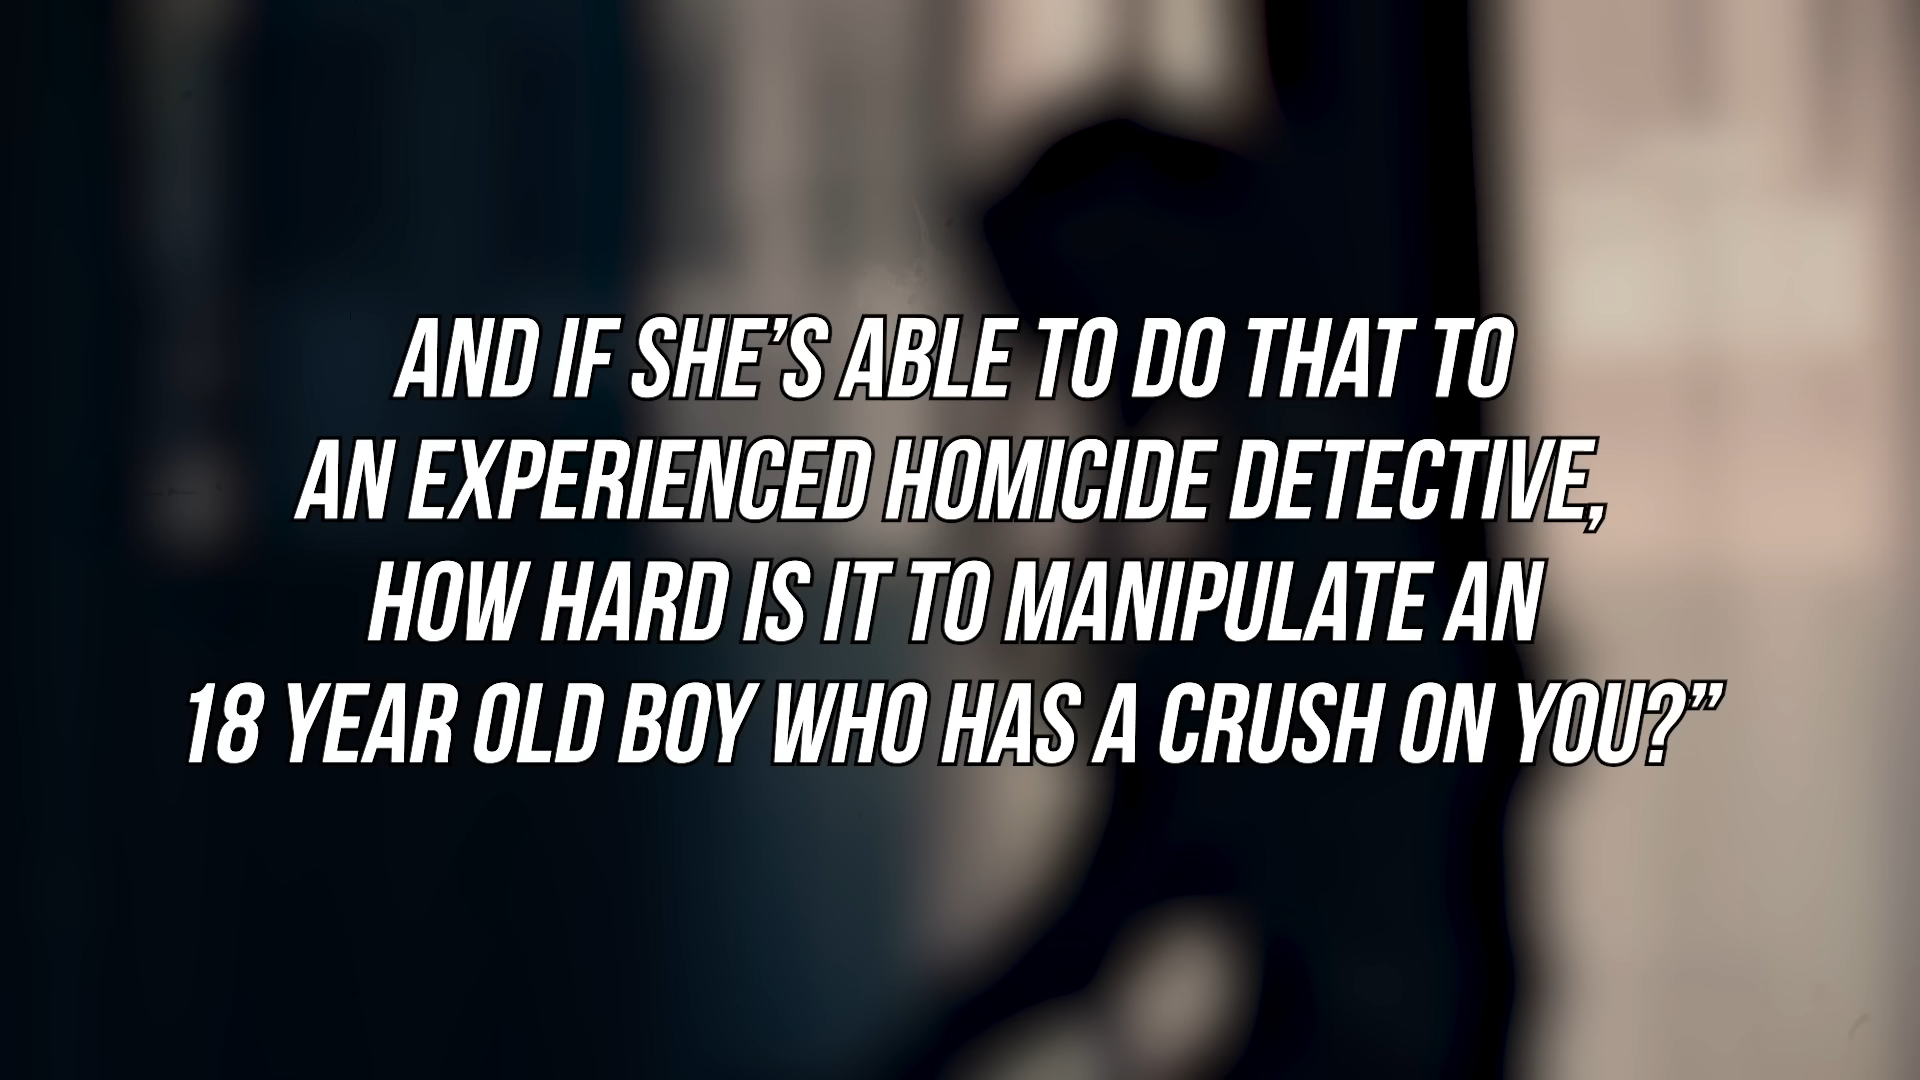 AND IF SHE’S ABLE TO DO THAT TO
AN EXPERIENCED HOMICIDE DETECTIVE,
HOW HARD IS IT TO MANIPULATE AN
18 YEAR OLD BOY WHO HAS A CRUSH ON YOU?”